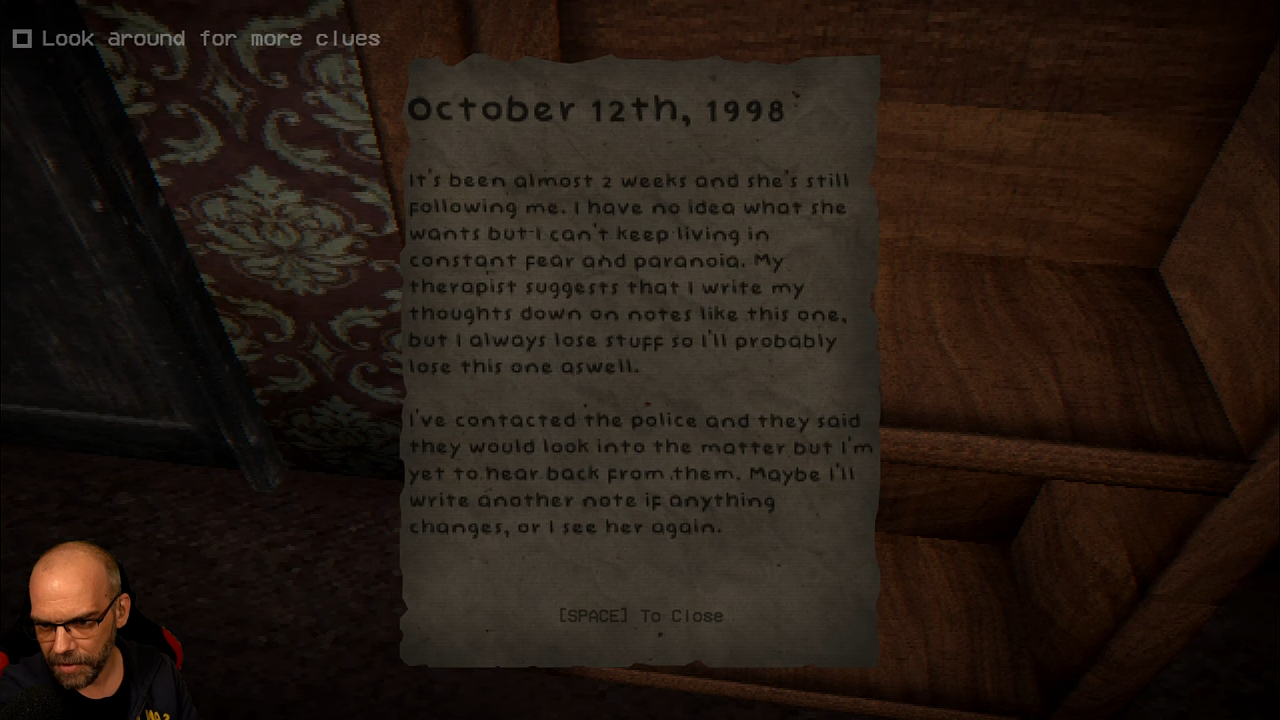 Look around for more clues
October 12th, 1998
It's been almost 2 weeks and she's still
following me. I have no idea what she
wants but I can't keep living in
constant fear and paranoia. My
therapist suggests that I write my
thoughts down on notes like this one,
but I always lose stuff so I'll probably
lose this one aswell.
I've contacted the police and they said
they would look into the matter but I'm
yet to hear back from them. Maybe I'll
write another note if anything
changes, or I see her again.
[SPACE] To Close